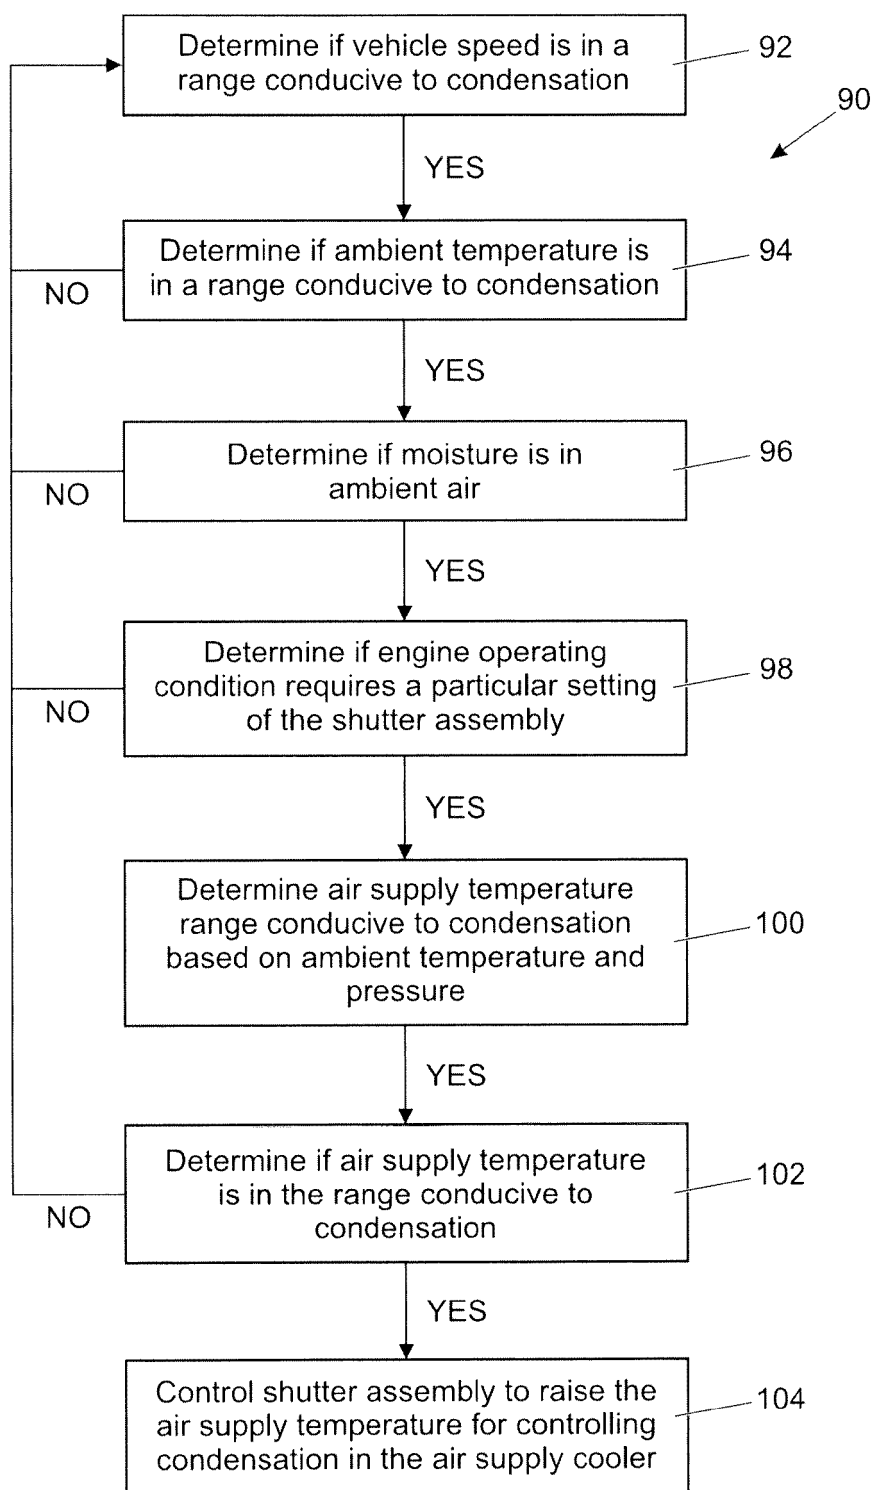 Determine if vehicle speed is in a
range conducive to condensation
92
90
YES
Determine if ambient temperature is
in a range conducive to condensation
94
NO
YES
Determine if moisture is in
ambient air
96
NO
YES
Determine if engine operating
condition requires a particular setting
of the shutter assembly
98
NO
YES
Determine air supply temperature
range conducive to condensation
based on ambient temperature and
pressure
100
YES
Determine if air supply temperature
is in the range conducive to
condensation
102
NO
YES
Control shutter assembly to raise the
air supply temperature for controlling
condensation in the air supply cooler
104